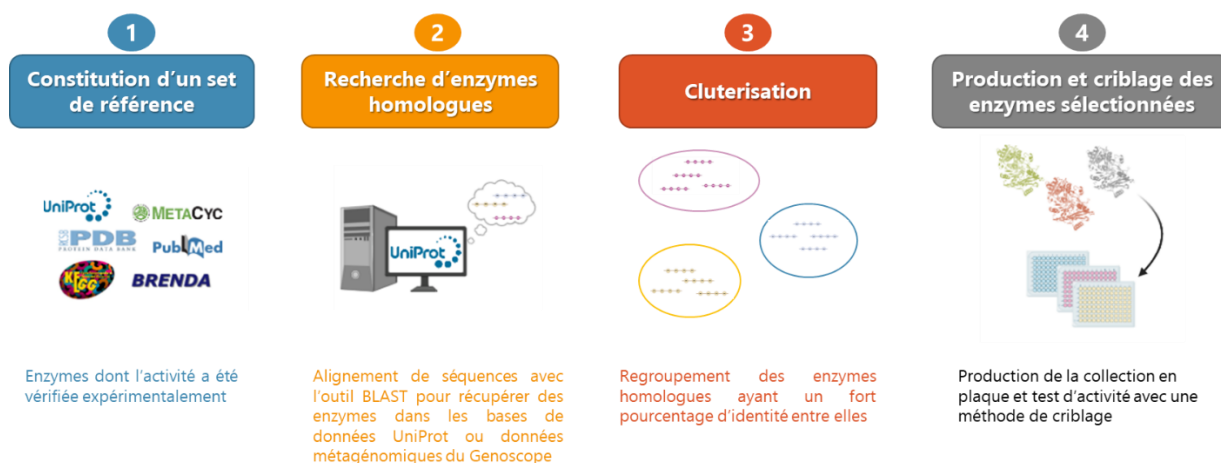 1
Constitution d'un set
de référence
2
Recherche d'enzymes
homologues
3
Cluterisation
4
Production et criblage des
enzymes sélectionnées
UniProt
METACYC
PDB
PROTEIN DATA BANK
PubMed
KEGG
BRENDA
UniProt
Enzymes dont l'activité a été
vérifiée expérimentalement
Alignement de séquences avec
l'outil BLAST pour récupérer des
enzymes dans les bases de
données UniProt ou données
métagénomiques du Genoscope
Regroupement des enzymes
homologues ayant un fort
pourcentage d'identité entre elles
Production de la collection en
plaque et test d'activité avec une
méthode de criblage